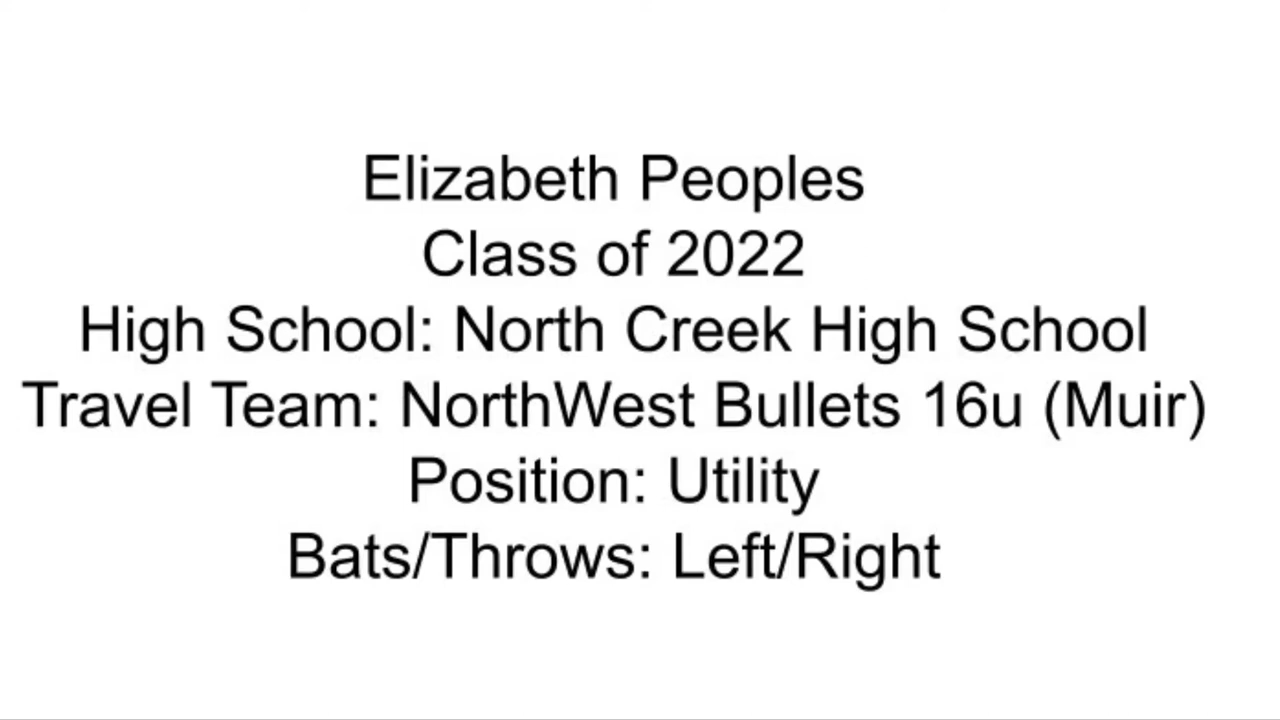 Elizabeth Peoples
Class of 2022
High School: North Creek High School
Travel Team: NorthWest Bullets 16u (Muir)
Position: Utility
Bats/Throws: Left/Right